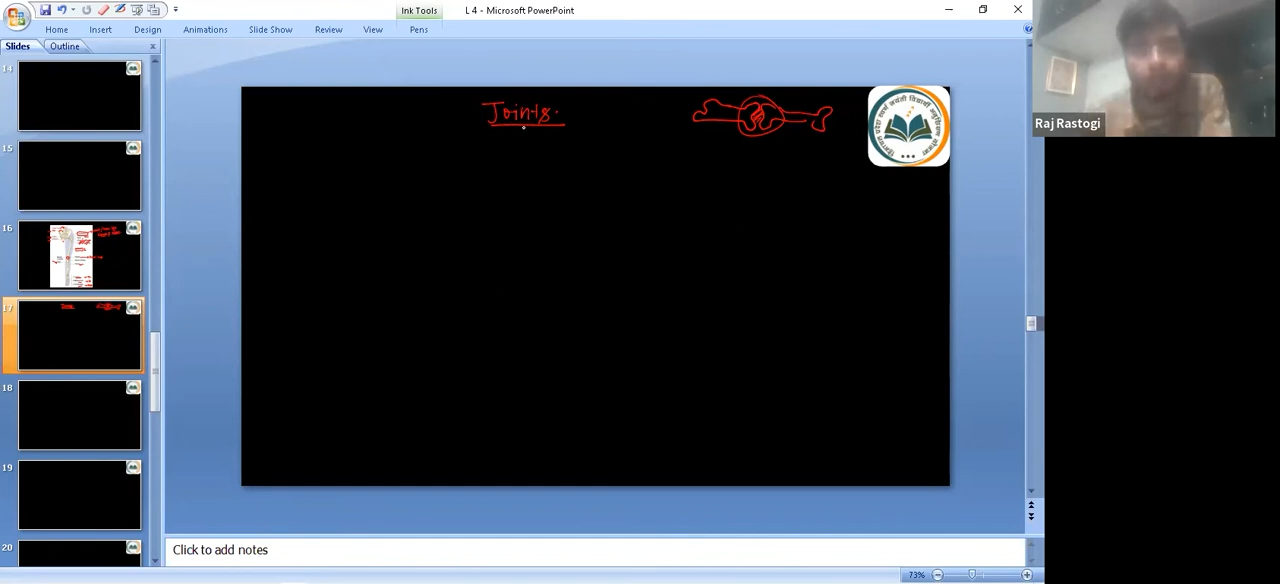 Ink Tools
L 4 - Microsoft PowerPoint
Home
Insert
Design
Animations
Slide Show
Review
View
Pens
Slides
Outline
14
15
16
17
18
19
20
Joints.
Raj Rastogi
Click to add notes
73%